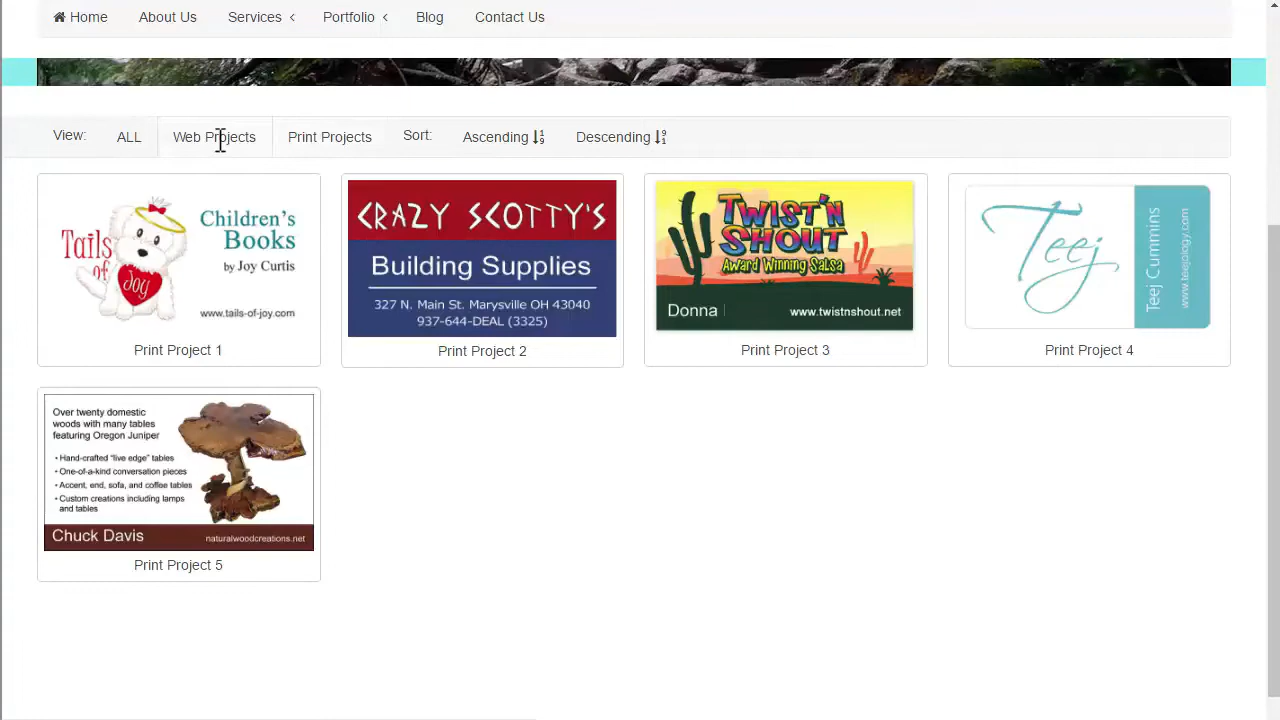 Home About Us Services Portfolio Blog Contact Us
View: ALL Web Projects Print Projects Sort: Ascending Descending
Tails of Joy
Children's
Books
by Joy Curtis
www.tails-of-joy.com
Print Project 1
CRAZY SCOTTY'S
Building Supplies
327 N. Main St. Marysville OH 43040
937-644-DEAL (3325)
Print Project 2
TWIST'N
SHOUT
Award Winning Salsa
Donna www.twistnshout.net
Print Project 3
Teej
Teej Cummins
www.teejology.com
Print Project 4
Over twenty domestic
woods with many tables
featuring Oregon Juniper
• Hand-crafted "live edge" tables
• One-of-a-kind conversation pieces
• Accent, end, sofa, and coffee tables
• Custom creations including lamps
and tables
Chuck Davis naturalwoodcreations.net
Print Project 5